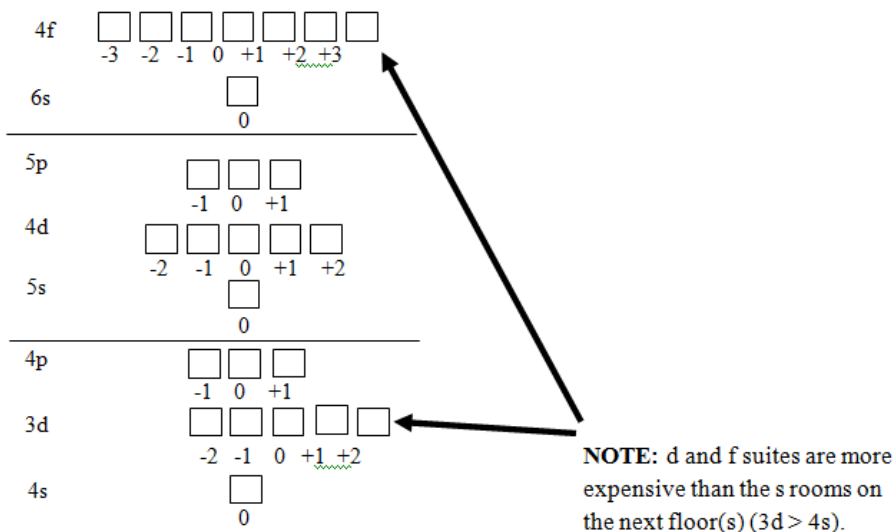 4f
-3 -2 -1 0 +1 +2 +3
6s
0
5p
-1 0 +1
4d
-2 -1 0 +1 +2
5s
0
4p
-1 0 +1
3d
-2 -1 0 +1 +2
4s
0
NOTE: d and f suites are more
expensive than the s rooms on
the next floor(s) (3d > 4s).